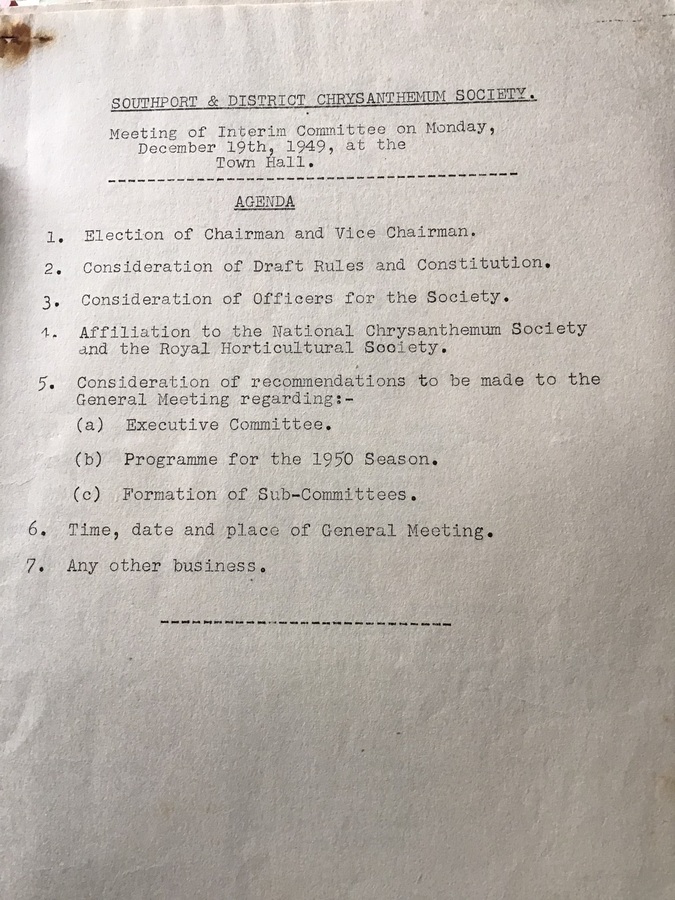 SOUTHPORT & DISTRICT CHRYSANTHEMUM SOCIETY.
Meeting of Interim Committee on Monday,
December 19th, 1949, at the
Town Hall.
AGENDA
1. Election of Chairman and Vice Chairman.
2. Consideration of Draft Rules and Constitution.
3. Consideration of Officers for the Society.
4. Affiliation to the National Chrysanthemum Society
and the Royal Horticultural Society.
5. Consideration of recommendations to be made to the
General Meeting regarding:-
(a) Executive Committee.
(b) Programme for the 1950 Season.
(c) Formation of Sub-Committees.
6. Time, date and place of General Meeting.
7. Any other business.